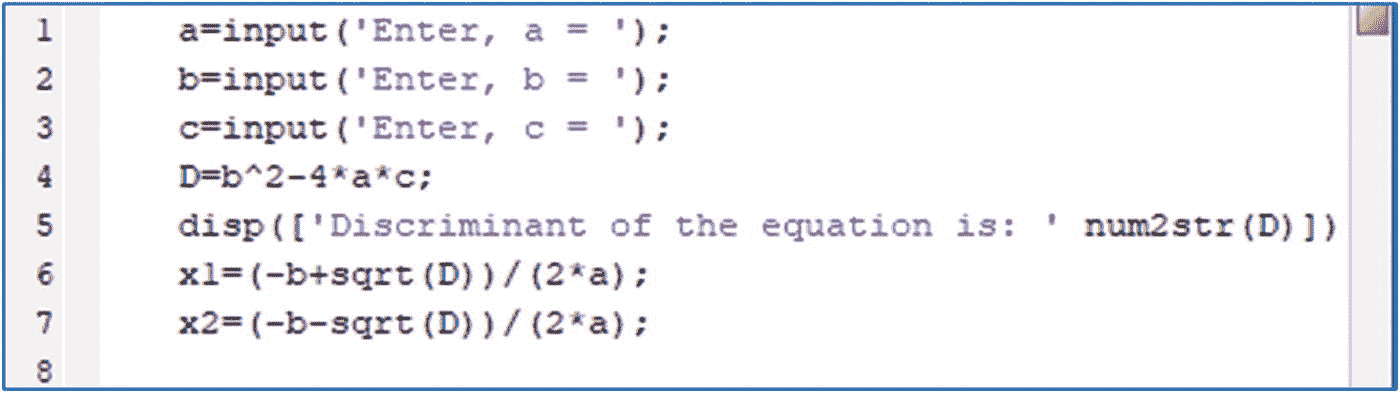 1 a=input('Enter, a = ');
2 b=input('Enter, b = ');
3 c=input('Enter, c = ');
4 D=b^2-4*a*c;
5 disp(['Discriminant of the equation is: ' num2str(D)])
6 x1=(-b+sqrt(D))/(2*a);
7 x2=(-b-sqrt(D))/(2*a);
8